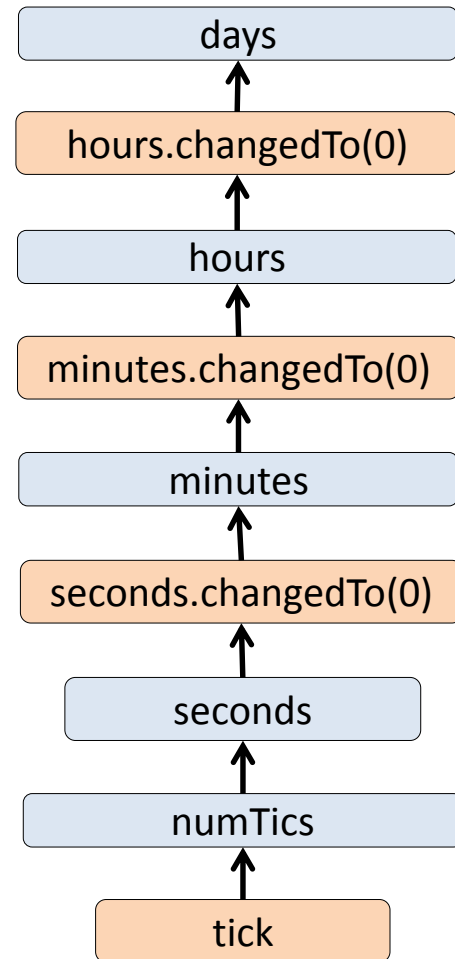 days
hours.changedTo(0)
hours
minutes.changedTo(0)
minutes
seconds.changedTo(0)
seconds
numTics
tick